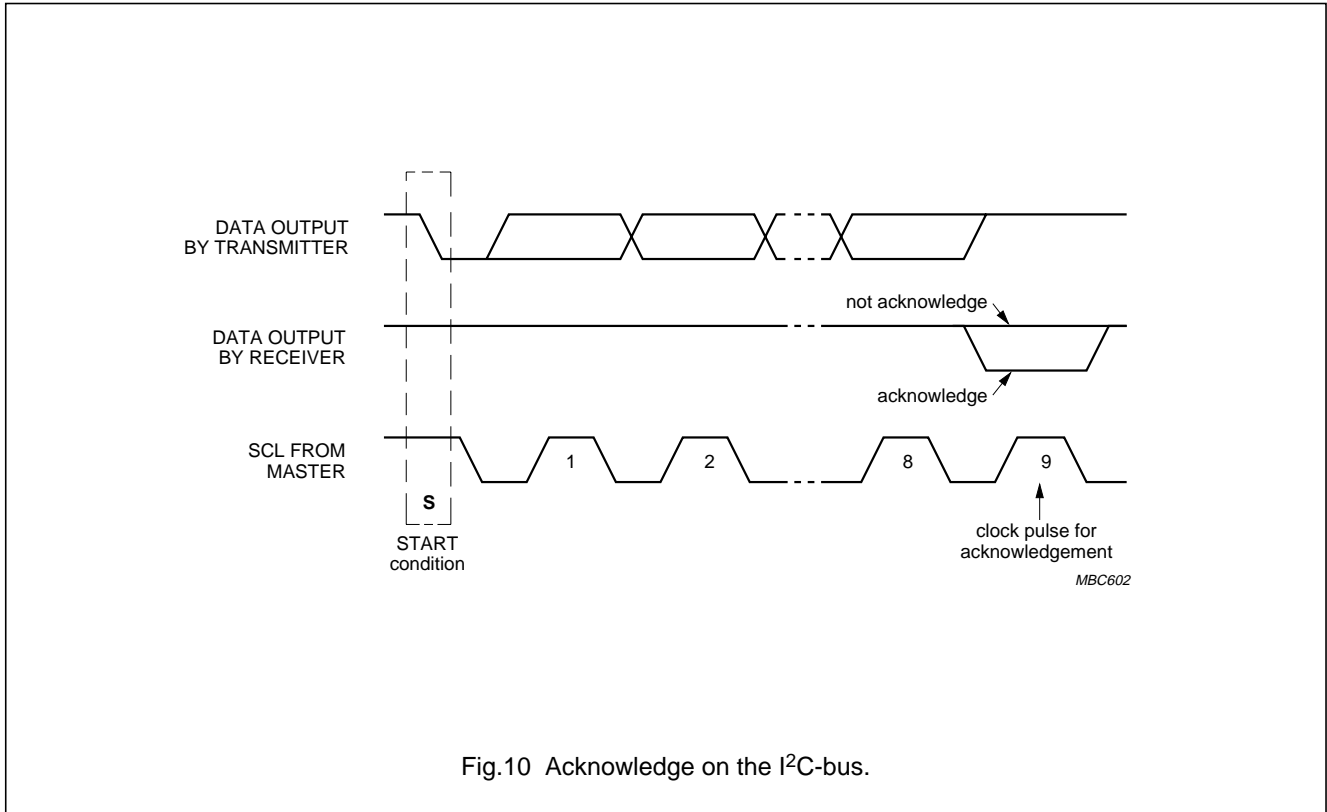 DATA OUTPUT
BY TRANSMITTER
not acknowledge
DATA OUTPUT
BY RECEIVER
acknowledge
SCL FROM
MASTER
1
2
8
9
S
START
condition
clock pulse for
acknowledgement
MBC602
Fig.10 Acknowledge on the I²C-bus.